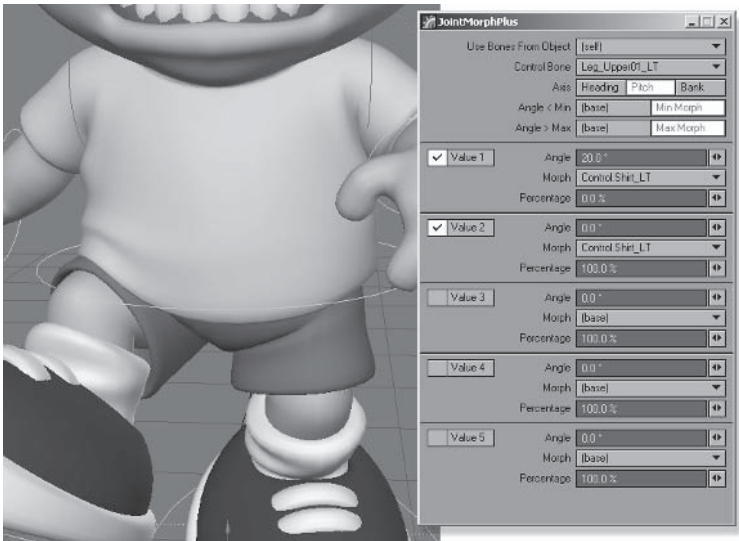 JointMorphPlus
Use Bones From Object (self)
Control Bone Leg_Upper01_LT
Axis Heading Pitch Bank
Angle < Min (base) Min Morph
Angle > Max (base) Max Morph
Value 1 Angle 20.0°
Morph Control.Shirt_LT
Percentage 0.0 %
Value 2 Angle 0.0°
Morph Control.Shirt_LT
Percentage 100.0 %
Value 3 Angle 0.0°
Morph (base)
Percentage 100.0 %
Value 4 Angle 0.0°
Morph (base)
Percentage 100.0 %
Value 5 Angle 0.0°
Morph (base)
Percentage 100.0 %